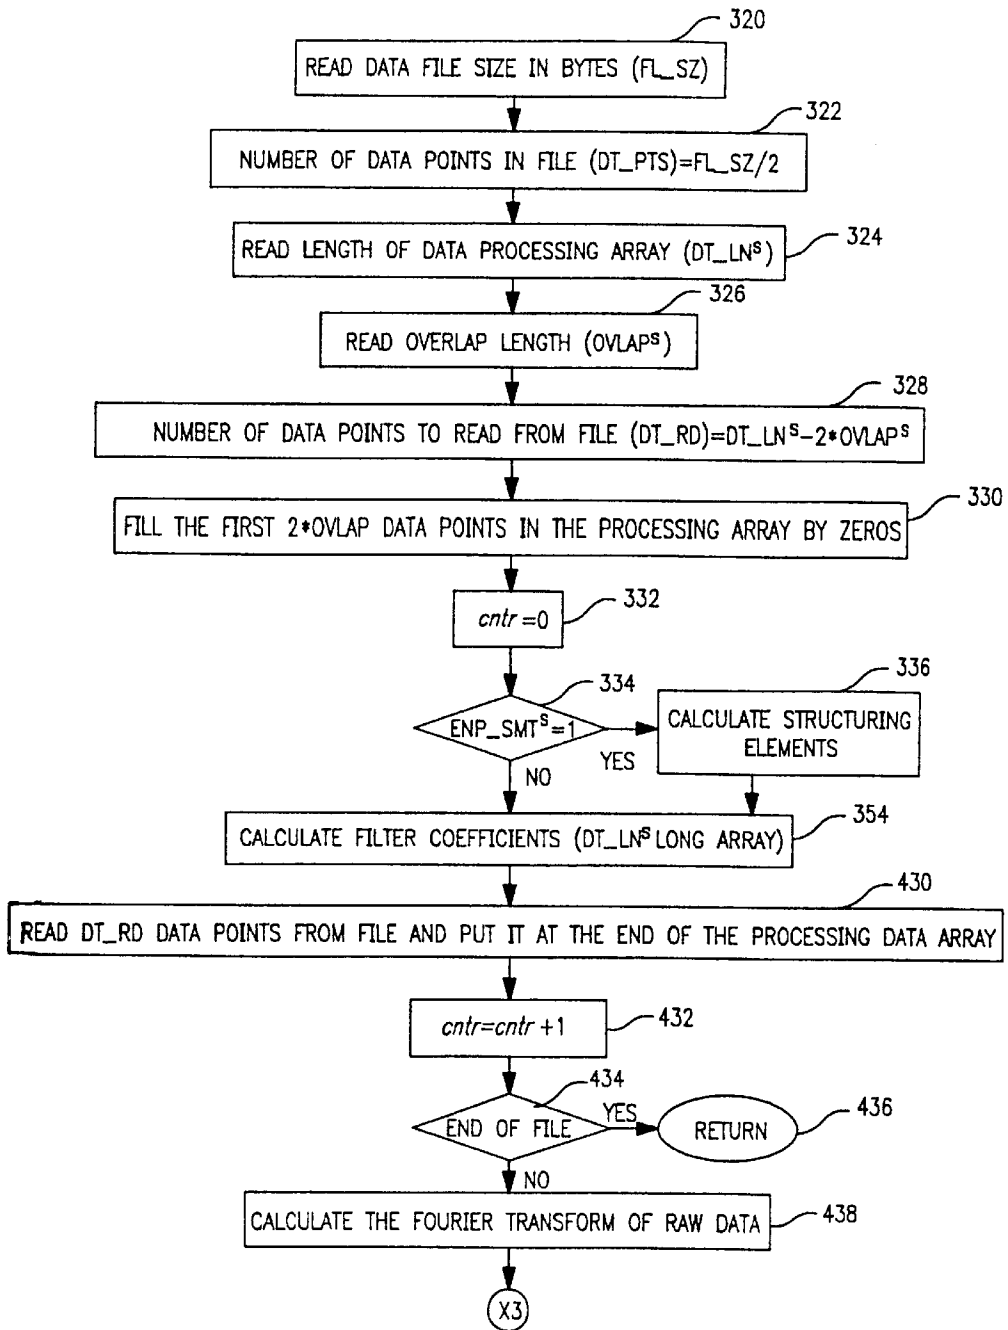 320
READ DATA FILE SIZE IN BYTES (FL_SZ)
322
NUMBER OF DATA POINTS IN FILE (DT_PTS)=FL_SZ/2
READ LENGTH OF DATA PROCESSING ARRAY (DT_LNˢ)
324
326
READ OVERLAP LENGTH (OVLAPˢ)
328
NUMBER OF DATA POINTS TO READ FROM FILE (DT_RD)=DT_LNˢ-2*OVLAPˢ
330
FILL THE FIRST 2*OVLAP DATA POINTS IN THE PROCESSING ARRAY BY ZEROS
cntr=0
332
334
ENP_SMTˢ=1
YES
NO
336
CALCULATE STRUCTURING
ELEMENTS
354
CALCULATE FILTER COEFFICIENTS (DT_LNˢ LONG ARRAY)
430
READ DT_RD DATA POINTS FROM FILE AND PUT IT AT THE END OF THE PROCESSING DATA ARRAY
cntr=cntr+1
432
434
END OF FILE
YES
RETURN
436
NO
CALCULATE THE FOURIER TRANSFORM OF RAW DATA
438
X3